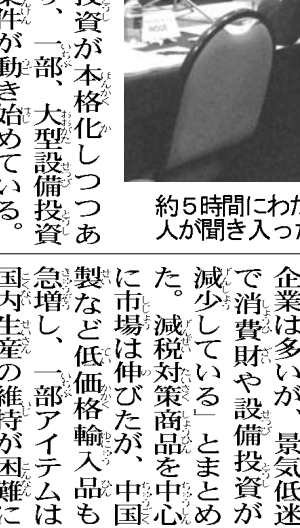 投資が本格化しつつあ
り、一部、大型設備投資
案件が動き始めている。
約5時間にわた
人が聞き入った
企業は多いが、景気低迷
で消費財や設備投資が
減少している」とまとめ
た。減税対策商品を中心
に市場は伸びたが、中国
製など低価格輸入品も
急増し、一部アイテムは
国内生産の維持が困難に